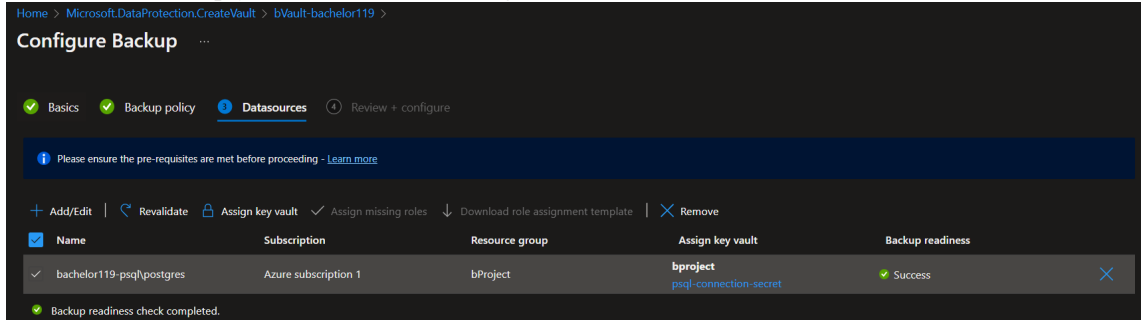 Home > Microsoft.DataProtection.CreateVault > bVault-bachelor119 >
Configure Backup ...
Basics Backup policy 3 Datasources 4 Review + configure
Please ensure the pre-requisites are met before proceeding - Learn more
Add/Edit Revalidate Assign key vault Assign missing roles Download role assignment template Remove
Name Subscription Resource group Assign key vault Backup readiness
bachelor119-psql\postgres Azure subscription 1 bProject bproject Success
psql-connection-secret
Backup readiness check completed.